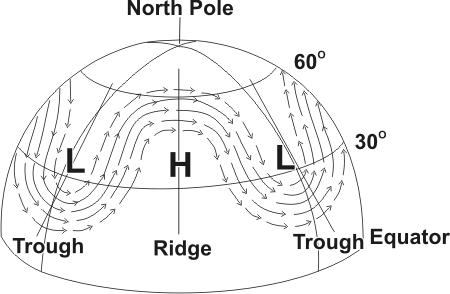 North Pole
60°
30°
L H L
Trough Ridge Trough Equator